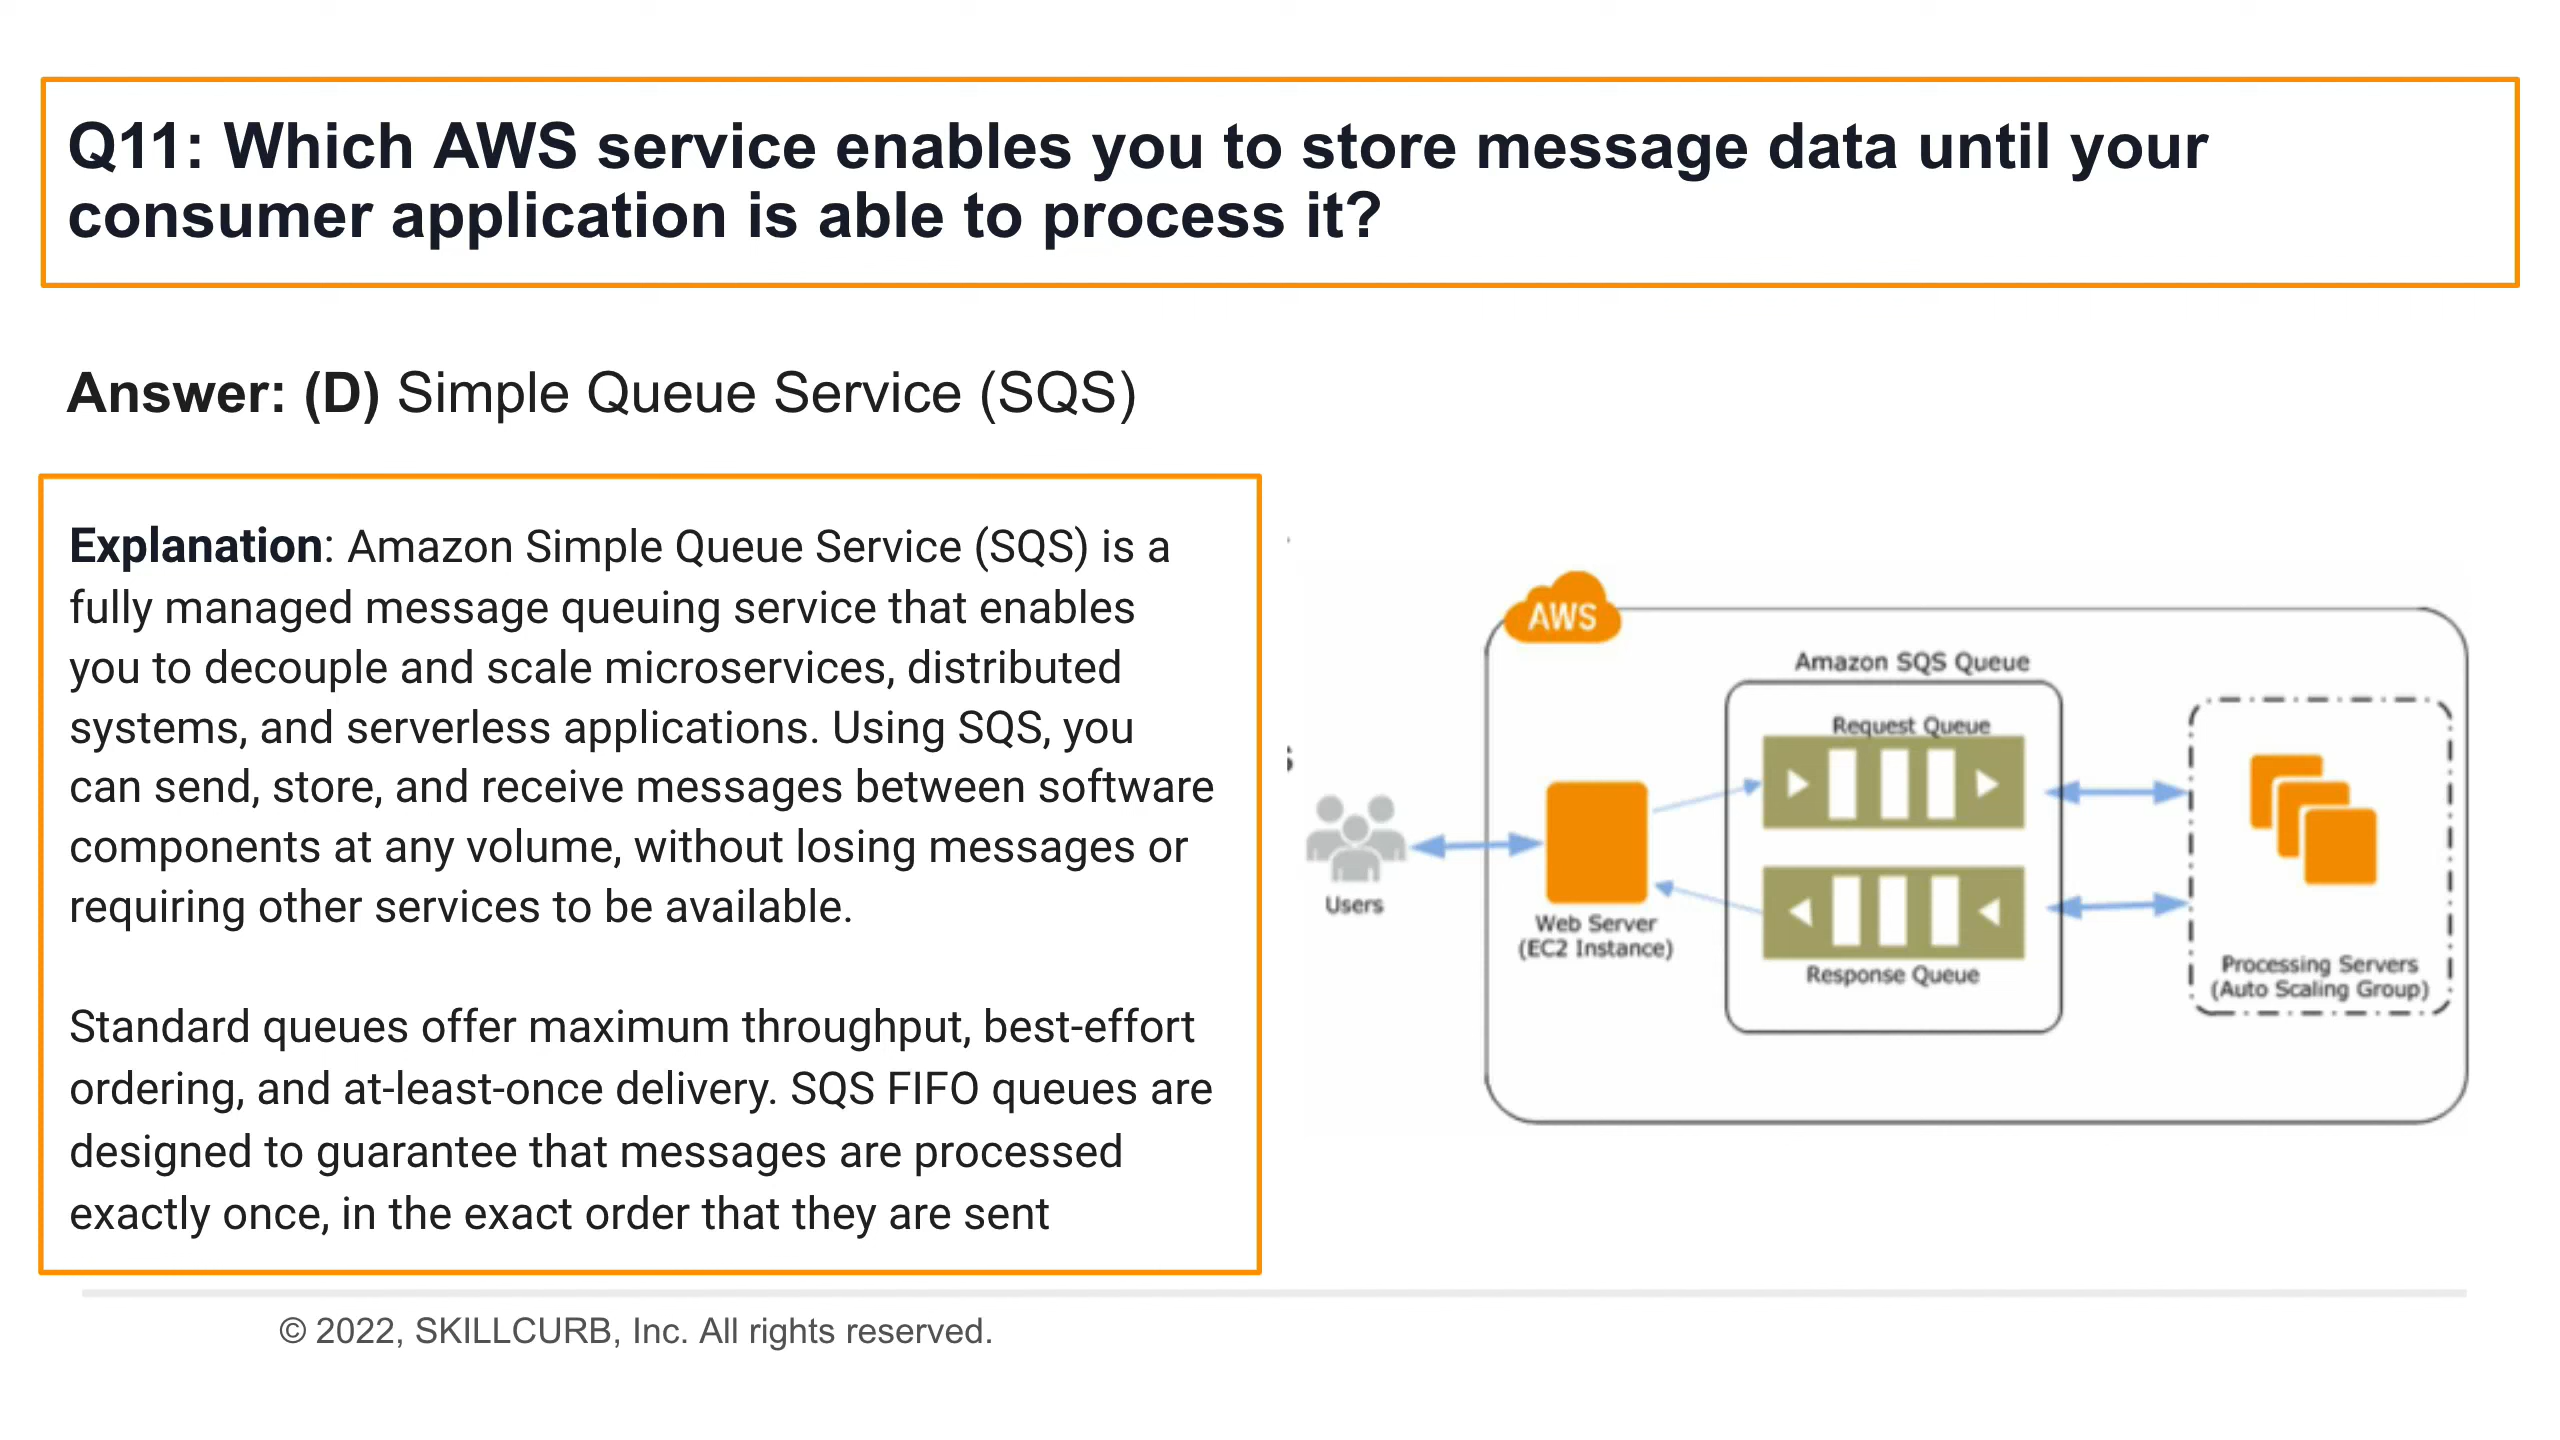 Q11: Which AWS service enables you to store message data until your
consumer application is able to process it?
Answer: (D) Simple Queue Service (SQS)
Explanation: Amazon Simple Queue Service (SQS) is a
fully managed message queuing service that enables
you to decouple and scale microservices, distributed
systems, and serverless applications. Using SQS, you
can send, store, and receive messages between software
components at any volume, without losing messages or
requiring other services to be available.
Standard queues offer maximum throughput, best-effort
ordering, and at-least-once delivery. SQS FIFO queues are
designed to guarantee that messages are processed
exactly once, in the exact order that they are sent
AWS
Amazon SQS Queue
Request Queue
Users
Web Server
(EC2 Instance)
Response Queue
Processing Servers
(Auto Scaling Group)
© 2022, SKILLCURB, Inc. All rights reserved.